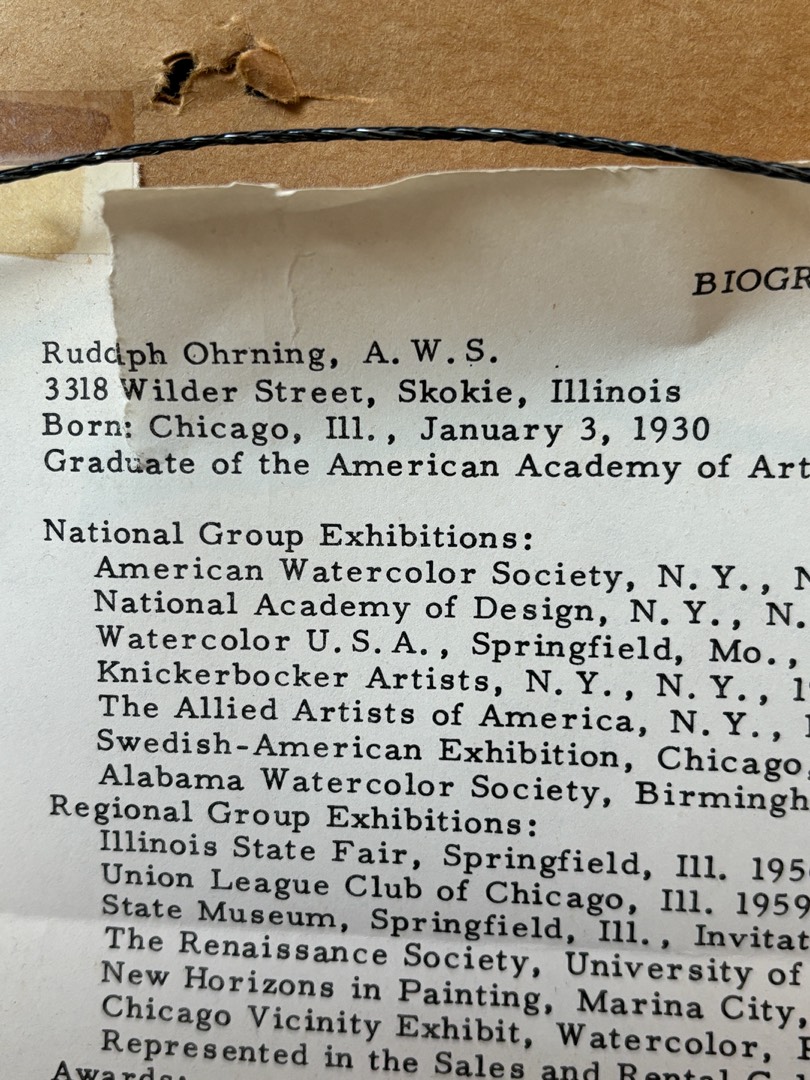 BIOGR
Rudolph Ohrning, A. W. S.
3318 Wilder Street, Skokie, Illinois
Born: Chicago, Ill., January 3, 1930
Graduate of the American Academy of Art
National Group Exhibitions:
American Watercolor Society, N. Y., N
National Academy of Design, N. Y., N.
Watercolor U. S. A., Springfield, Mo.,
Knickerbocker Artists, N. Y., N. Y., 1
The Allied Artists of America, N. Y.,
Swedish-American Exhibition, Chicago,
Alabama Watercolor Society, Birmingh
Regional Group Exhibitions:
Illinois State Fair, Springfield, Ill. 195
Union League Club of Chicago, Ill. 1959
State Museum, Springfield, Ill., Invitat
The Renaissance Society, University of
New Horizons in Painting, Marina City,
Chicago Vicinity Exhibit, Watercolor,
Represented in the Sales and Rental
Awards: